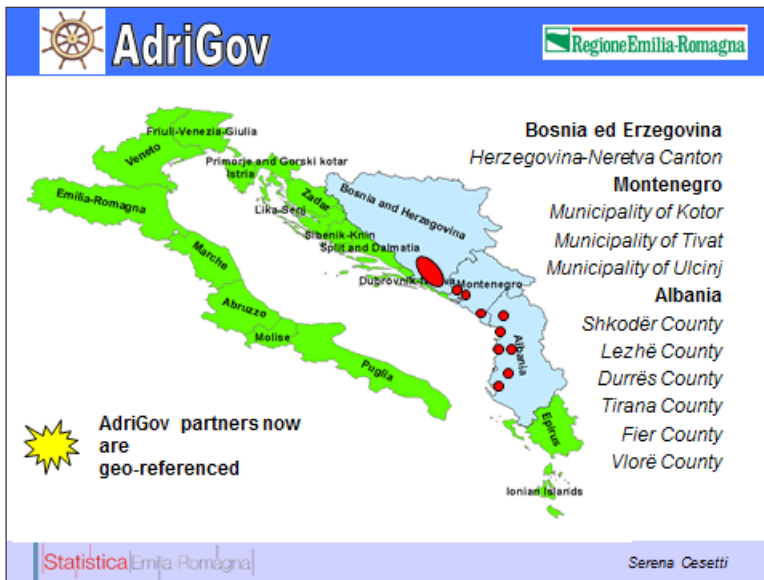 AdriGov
RegioneEmilia-Romagna
Friuli-Venezia-Giulia
Veneto
Primorje and Gorski kotar
Istria
Emilia-Romagna
Lika-Senj
Zadar
Bosnia and Herzegovina
Sibenik-Knin
Split and Dalmatia
Marche
Montenegro
Abruzzo
Molise
Albania
Puglia
Epirus
Ionian Islands
Bosnia ed Erzegovina
Herzegovina-Neretva Canton
Montenegro
Municipality of Kotor
Municipality of Tivat
Municipality of Ulcinj
Albania
Shkodër County
Lezhë County
Durrës County
Tirana County
Fier County
Vlorë County
AdriGov partners now
are
geo-referenced
Statistica Emilia-Romagna
Serena Cesetti